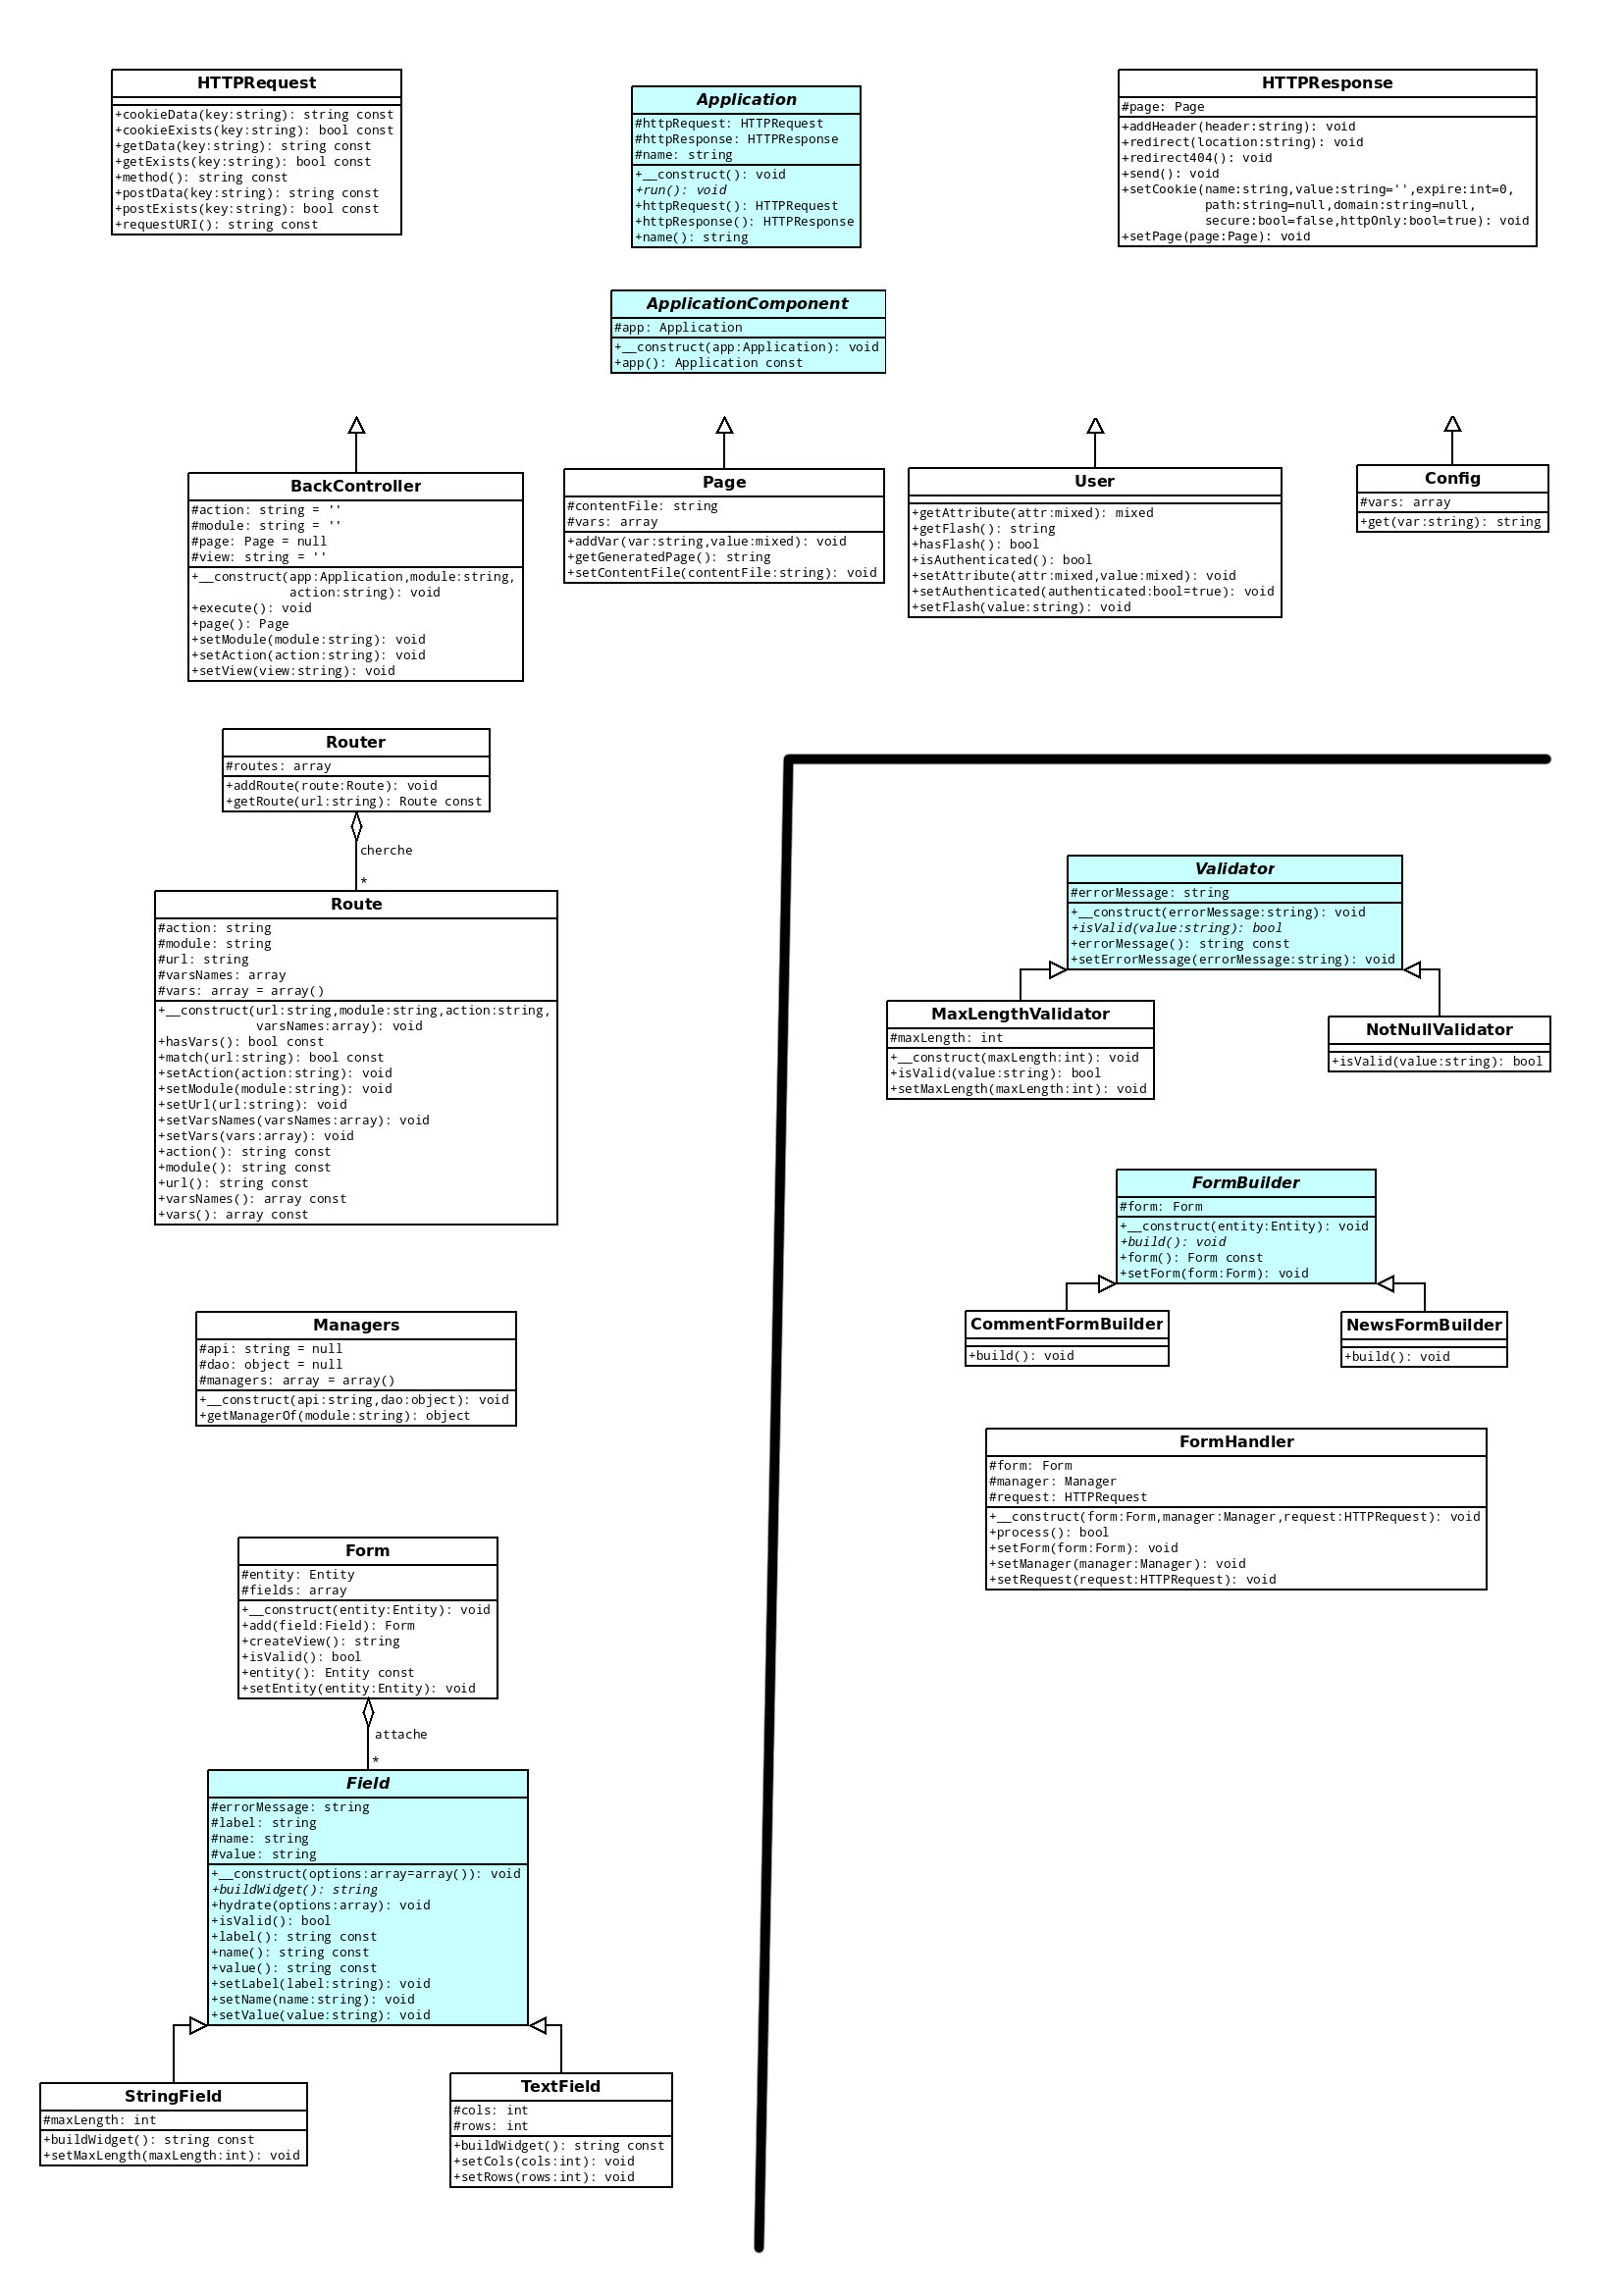 HTTPRequest
+cookieData(key:string): string const
+cookieExists(key:string): bool const
+getData(key:string): string const
+getExists(key:string): bool const
+method(): string const
+postData(key:string): string const
+postExists(key:string): bool const
+requestURI(): string const
Application
#httpRequest: HTTPRequest
#httpResponse: HTTPResponse
#name: string
+__construct(): void
+run(): void
+httpRequest(): HTTPRequest
+httpResponse(): HTTPResponse
+name(): string
HTTPResponse
#page: Page
+addHeader(header:string): void
+redirect(location:string): void
+redirect404(): void
+send(): void
+setCookie(name:string,value:string='',expire:int=0,
path:string=null,domain:string=null,
secure:bool=false,httpOnly:bool=true): void
+setPage(page:Page): void
ApplicationComponent
#app: Application
+__construct(app:Application): void
+app(): Application const
BackController
#action: string = ''
#module: string = ''
#page: Page = null
#view: string = ''
+__construct(app:Application,module:string,
action:string): void
+execute(): void
+page(): Page
+setModule(module:string): void
+setAction(action:string): void
+setView(view:string): void
Page
#contentFile: string
#vars: array
+addVar(var:string,value:mixed): void
+getGeneratedPage(): string
+setContentFile(contentFile:string): void
User
+getAttribute(attr:mixed): mixed
+getFlash(): string
+hasFlash(): bool
+isAuthenticated(): bool
+setAttribute(attr:mixed,value:mixed): void
+setAuthenticated(authenticated:bool=true): void
+setFlash(value:string): void
Config
#vars: array
+get(var:string): string
Router
#routes: array
+addRoute(route:Route): void
+getRoute(url:string): Route const
cherche
*
Route
#action: string
#module: string
#url: string
#varsNames: array
#vars: array = array()
+__construct(url:string,module:string,action:string,
varsNames:array): void
+hasVars(): bool const
+match(url:string): bool const
+setAction(action:string): void
+setModule(module:string): void
+setUrl(url:string): void
+setVarsNames(varsNames:array): void
+setVars(vars:array): void
+action(): string const
+module(): string const
+url(): string const
+varsNames(): array const
+vars(): array const
Managers
#api: string = null
#dao: object = null
#managers: array = array()
+__construct(api:string,dao:object): void
+getManagerOf(module:string): object
Form
#entity: Entity
#fields: array
+__construct(entity:Entity): void
+add(field:Field): Form
+createView(): string
+isValid(): bool
+entity(): Entity const
+setEntity(entity:Entity): void
attache
*
Field
#errorMessage: string
#label: string
#name: string
#value: string
+__construct(options:array=array()): void
+buildWidget(): string
+hydrate(options:array): void
+isValid(): bool
+label(): string const
+name(): string const
+value(): string const
+setLabel(label:string): void
+setName(name:string): void
+setValue(value:string): void
StringField
#maxLength: int
+buildWidget(): string const
+setMaxLength(maxLength:int): void
TextField
#cols: int
#rows: int
+buildWidget(): string const
+setCols(cols:int): void
+setRows(rows:int): void
Validator
#errorMessage: string
+__construct(errorMessage:string): void
+isValid(value:string): bool
+errorMessage(): string const
+setErrorMessage(errorMessage:string): void
MaxLengthValidator
#maxLength: int
+__construct(maxLength:int): void
+isValid(value:string): bool
+setMaxLength(maxLength:int): void
NotNullValidator
+isValid(value:string): bool
FormBuilder
#form: Form
+__construct(entity:Entity): void
+build(): void
+form(): Form const
+setForm(form:Form): void
CommentFormBuilder
+build(): void
NewsFormBuilder
+build(): void
FormHandler
#form: Form
#manager: Manager
#request: HTTPRequest
+__construct(form:Form,manager:Manager,request:HTTPRequest): void
+process(): bool
+setForm(form:Form): void
+setManager(manager:Manager): void
+setRequest(request:HTTPRequest): void